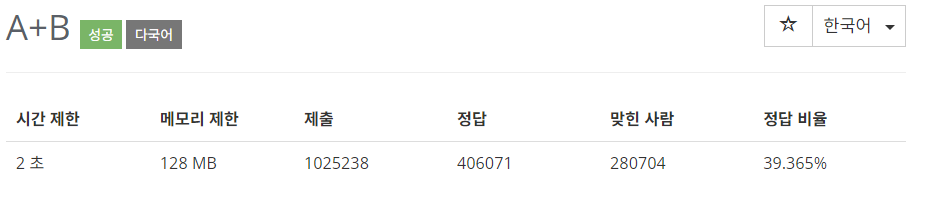 A+B 성공 다국어 ☆ 한국어
시간 제한 메모리 제한 제출 정답 맞힌 사람 정답 비율
2 초 128 MB 1025238 406071 280704 39.365%